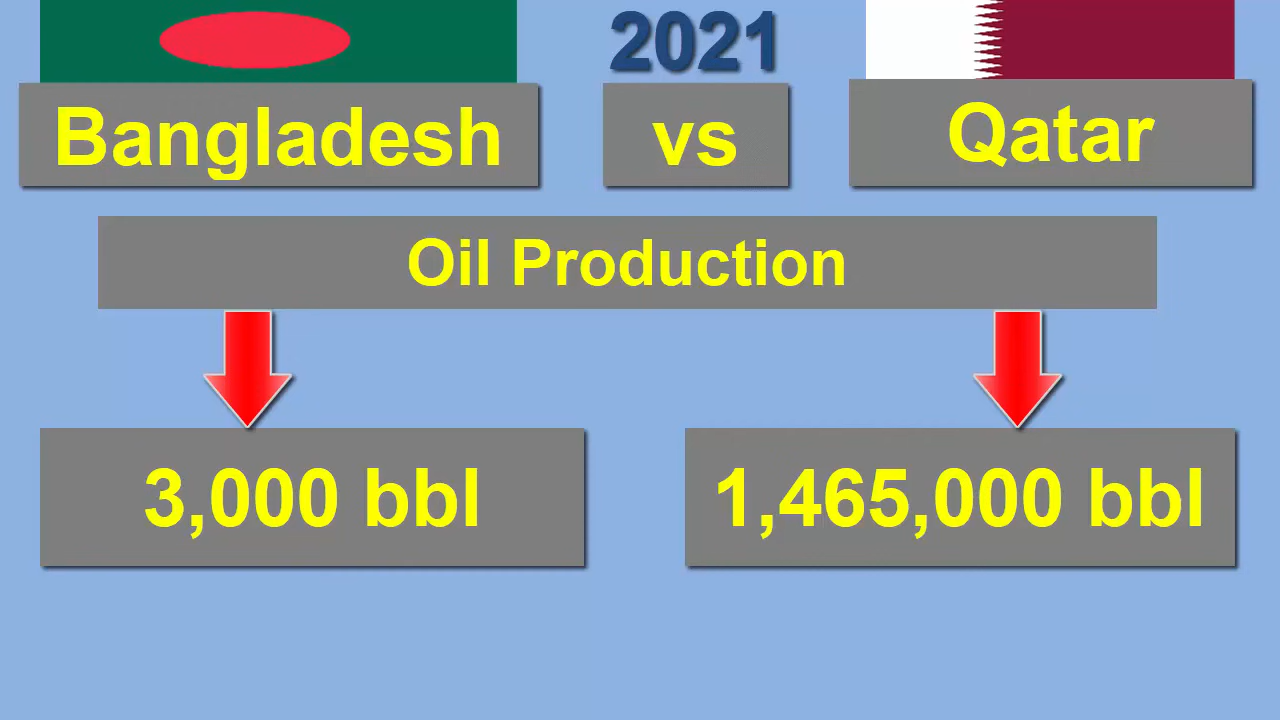 2021
Bangladesh
vs
Qatar
Oil Production
3,000 bbl
1,465,000 bbl